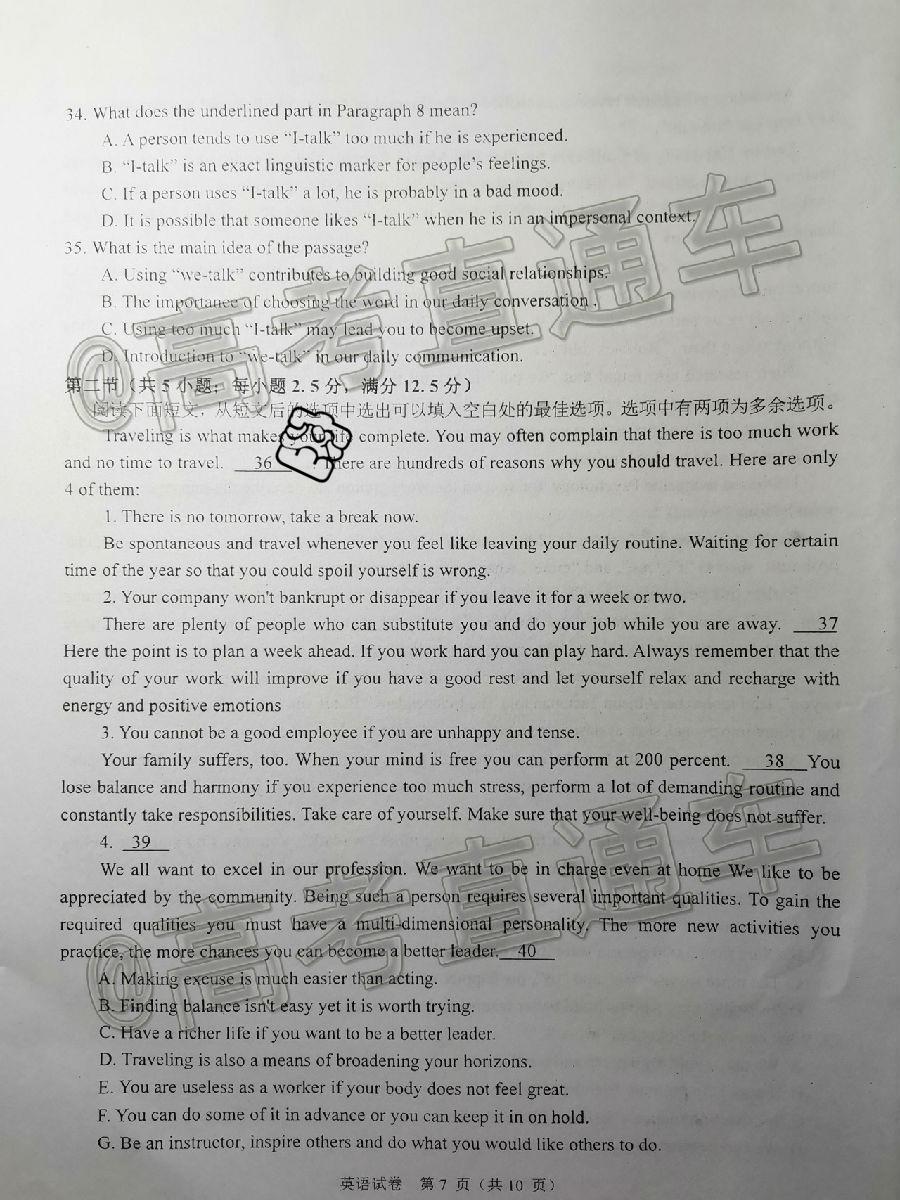 34. What does the underlined part in Paragraph 8 mean?
A. A person tends to use “I-talk” too much if he is experienced.
B. “I-talk” is an exact linguistic marker for people’s feelings.
C. If a person uses “I-talk” a lot, he is probably in a bad mood.
D. It is possible that someone likes “I-talk” when he is in an impersonal context.
35. What is the main idea of the passage?
A. Using “we-talk” contributes to building good social relationships.
B. The importance of choosing the word in our daily conversation .
C. Using too much “I-talk” may lead you to become upset.
D. Introduction to “we-talk” in our daily communication.
第二节（共 5 小题；每小题 2.5 分，满分 12.5 分）
阅读下面短文，从短文后的选项中选出可以填入空白处的最佳选项。选项中有两项为多余选项。
Traveling is what makes your life complete. You may often complain that there is too much work
and no time to travel. 36 There are hundreds of reasons why you should travel. Here are only
4 of them:
1. There is no tomorrow, take a break now.
Be spontaneous and travel whenever you feel like leaving your daily routine. Waiting for certain
time of the year so that you could spoil yourself is wrong.
2. Your company won't bankrupt or disappear if you leave it for a week or two.
There are plenty of people who can substitute you and do your job while you are away. 37
Here the point is to plan a week ahead. If you work hard you can play hard. Always remember that the
quality of your work will improve if you have a good rest and let yourself relax and recharge with
energy and positive emotions
3. You cannot be a good employee if you are unhappy and tense.
Your family suffers, too. When your mind is free you can perform at 200 percent. 38 You
lose balance and harmony if you experience too much stress, perform a lot of demanding routine and
constantly take responsibilities. Take care of yourself. Make sure that your well-being does not suffer.
4. 39
We all want to excel in our profession. We want to be in charge even at home We like to be
appreciated by the community. Being such a person requires several important qualities. To gain the
required qualities you must have a multi-dimensional personality. The more new activities you
practice, the more chances you can become a better leader. 40
A. Making excuse is much easier than acting.
B. Finding balance isn't easy yet it is worth trying.
C. Have a richer life if you want to be a better leader.
D. Traveling is also a means of broadening your horizons.
E. You are useless as a worker if your body does not feel great.
F. You can do some of it in advance or you can keep it in on hold.
G. Be an instructor, inspire others and do what you would like others to do.
英语试卷 第 7 页（共 10 页）
@高考直通车
@高考直通车